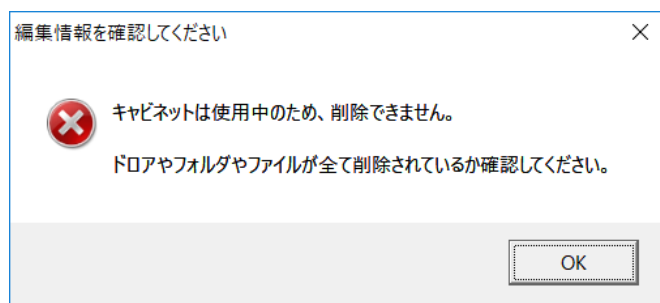 編集情報を確認してください
キャビネットは使用中のため、削除できません。
ドロアやフォルダやファイルが全て削除されているか確認してください。
OK